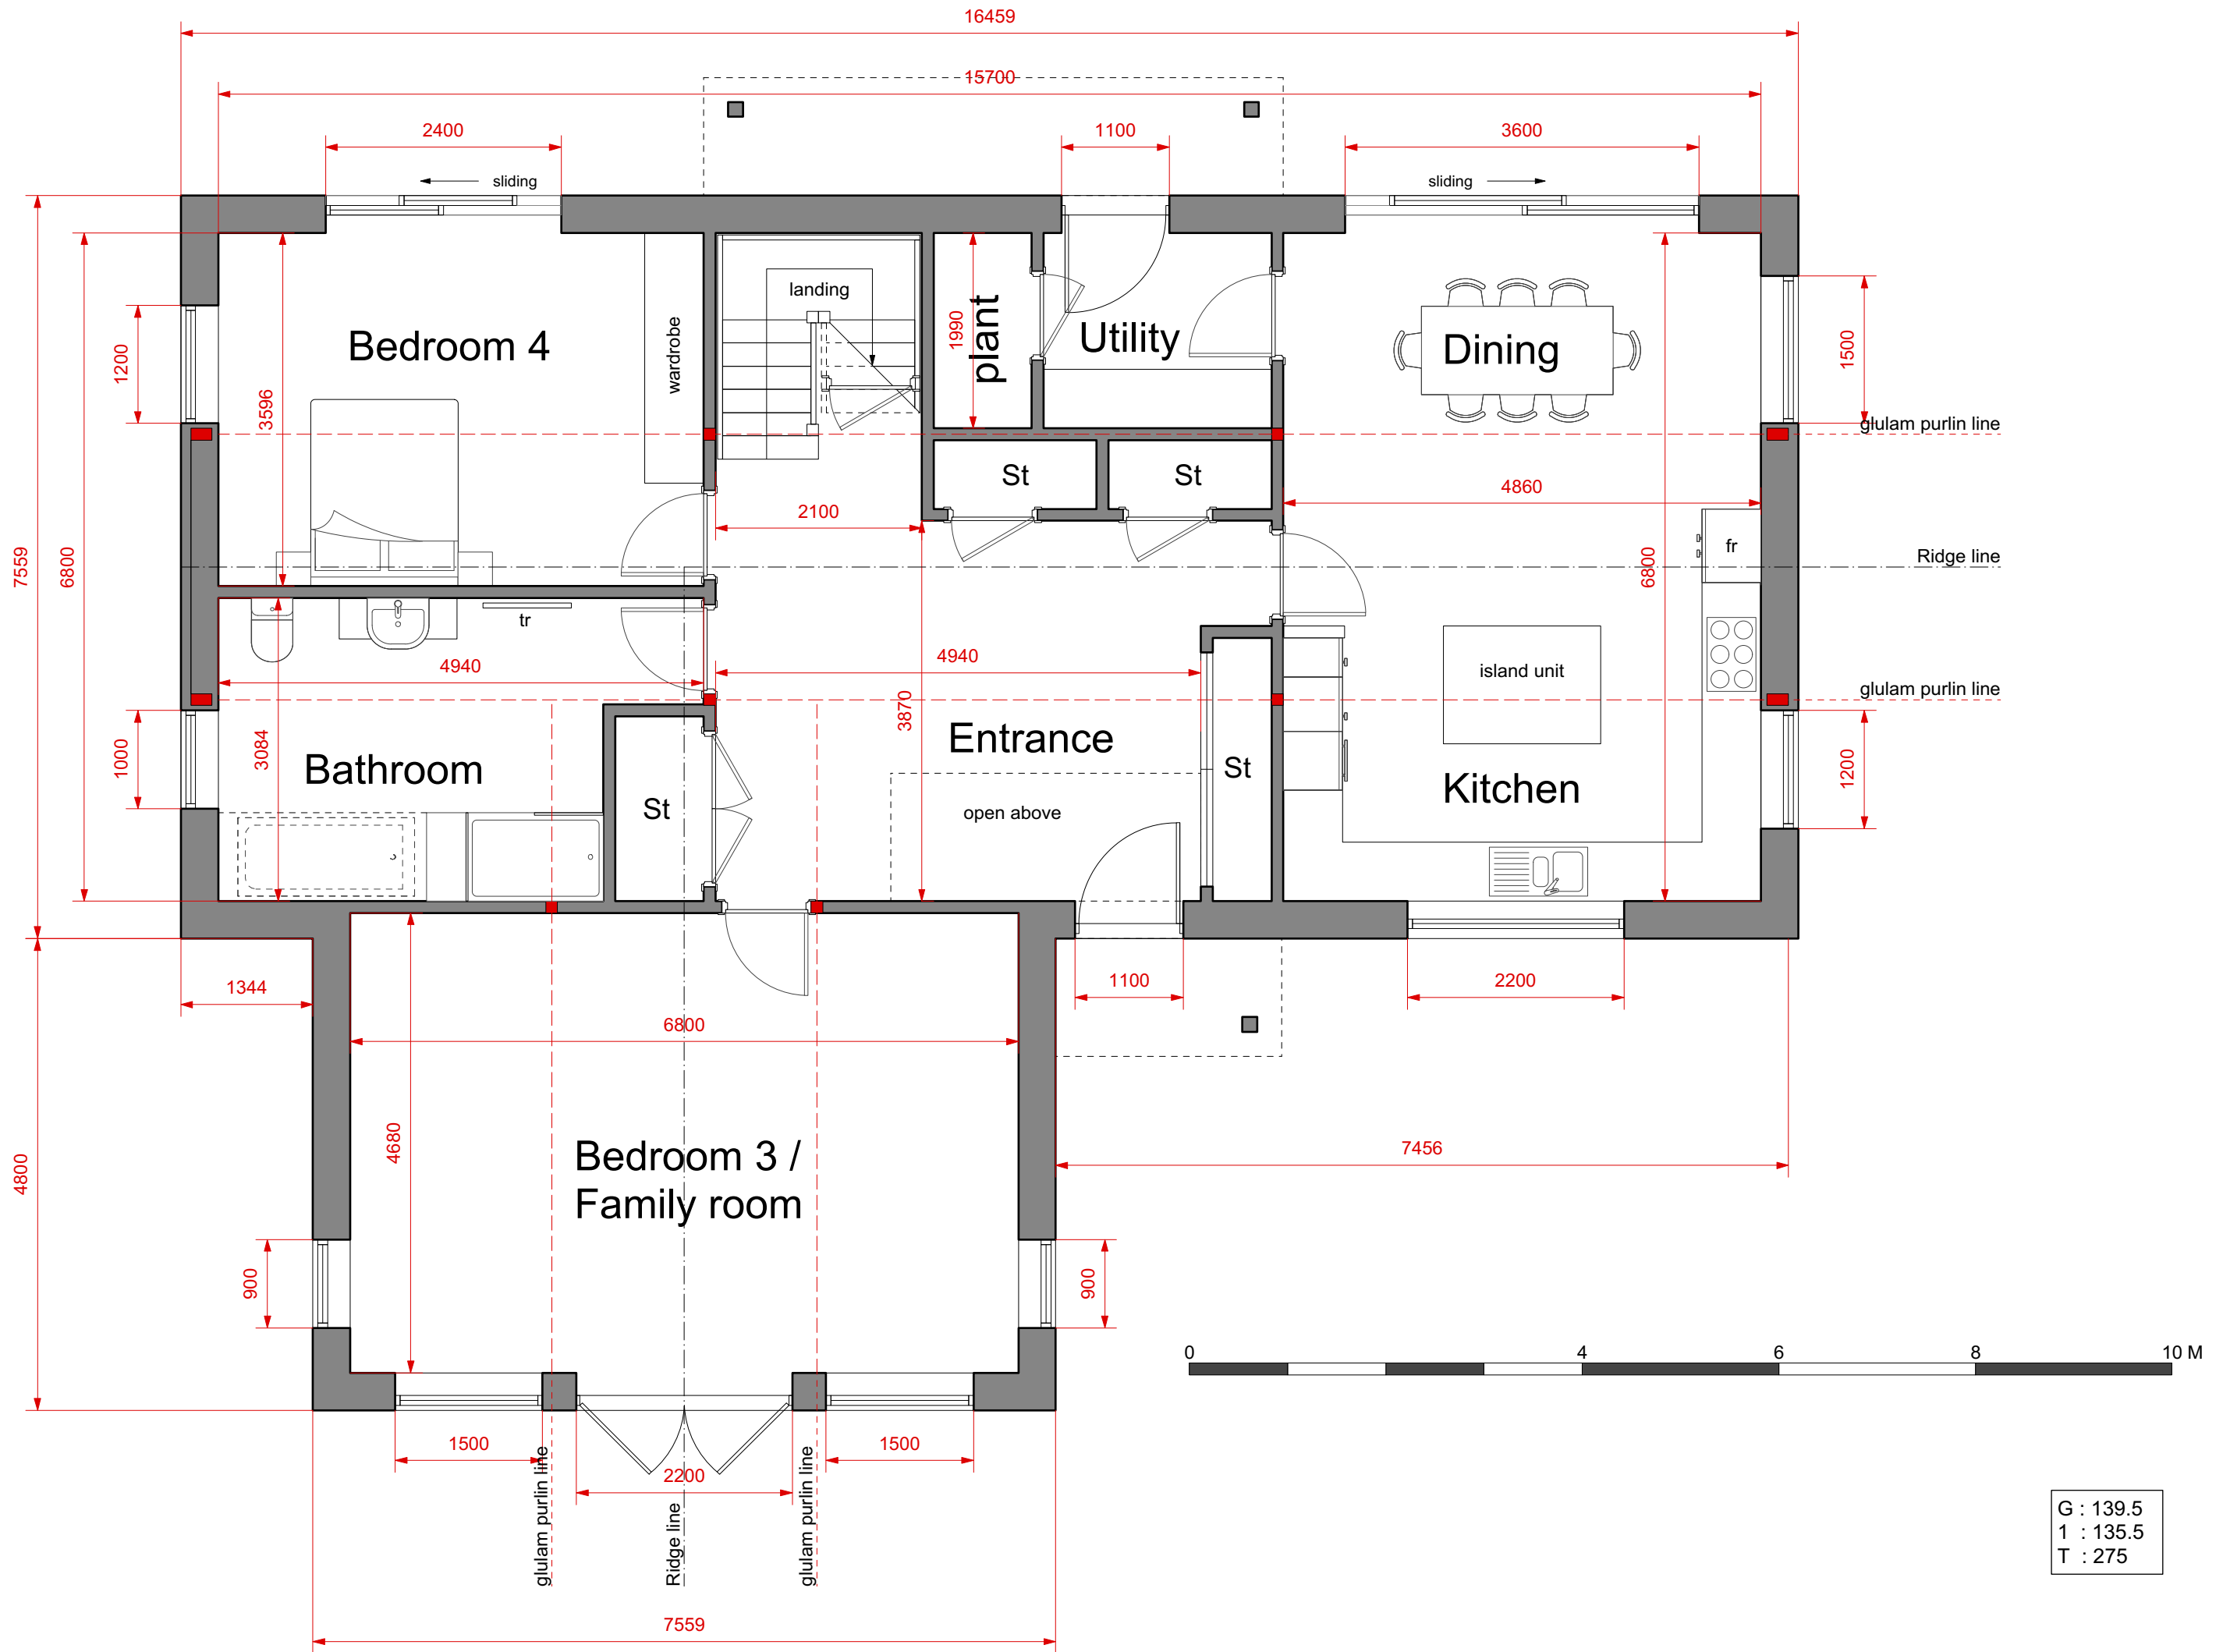 16459
15700
2400
1100
3600
sliding
sliding
landing
Bedroom 4
wardrobe
plant
1990
Utility
Dining
1200
3596
1500
glulam purlin line
St
St
4860
2100
7559
6800
6800
fr
Ridge line
tr
4940
4940
island unit
glulam purlin line
3870
Entrance
1000
3084
Bathroom
St
St
Kitchen
1200
open above
1344
1100
2200
6800
4680
Bedroom 3 /
Family room
7456
4800
900
900
0
4
6
8
10 M
1500
2200
1500
glulam purlin line
Ridge line
glulam purlin line
G : 139.5
1 : 135.5
T : 275
7559